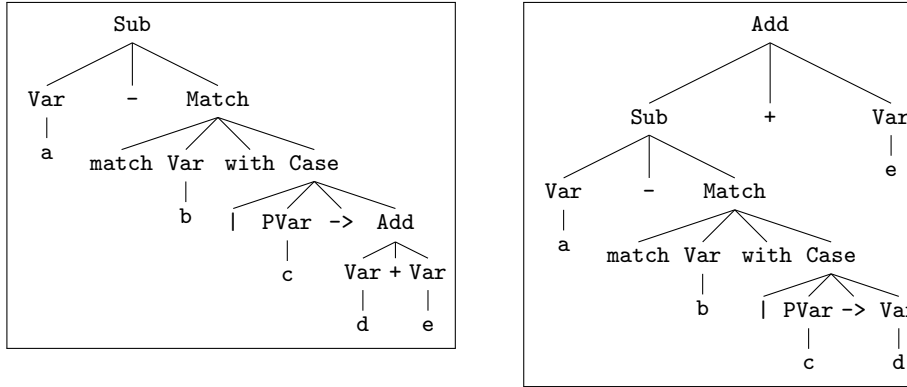 Sub
Var - Match
a
match Var with Case
b
| PVar -> Add
c
Var + Var
d e
Add
Sub + Var
e
Var - Match
a
match Var with Case
b
| PVar -> Var
c d